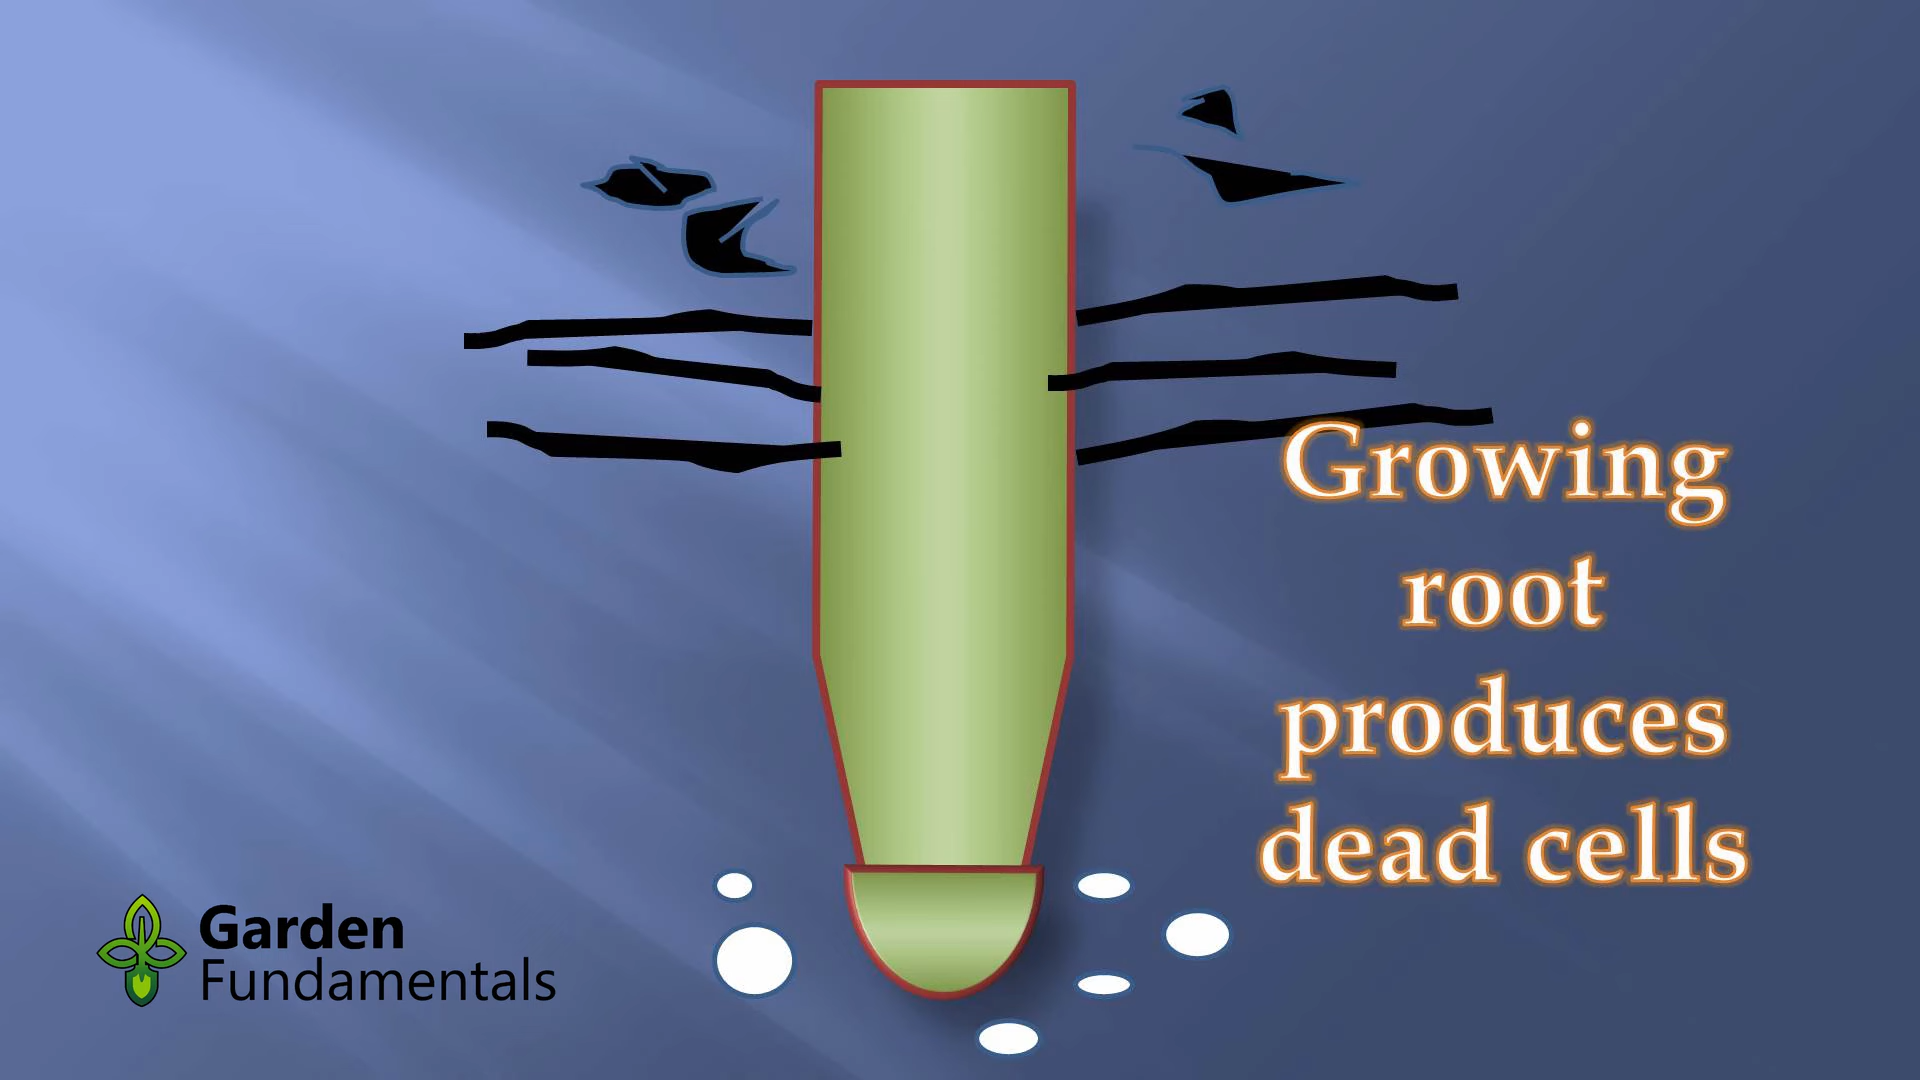 Growing
root
produces
dead cells
Garden
Fundamentals